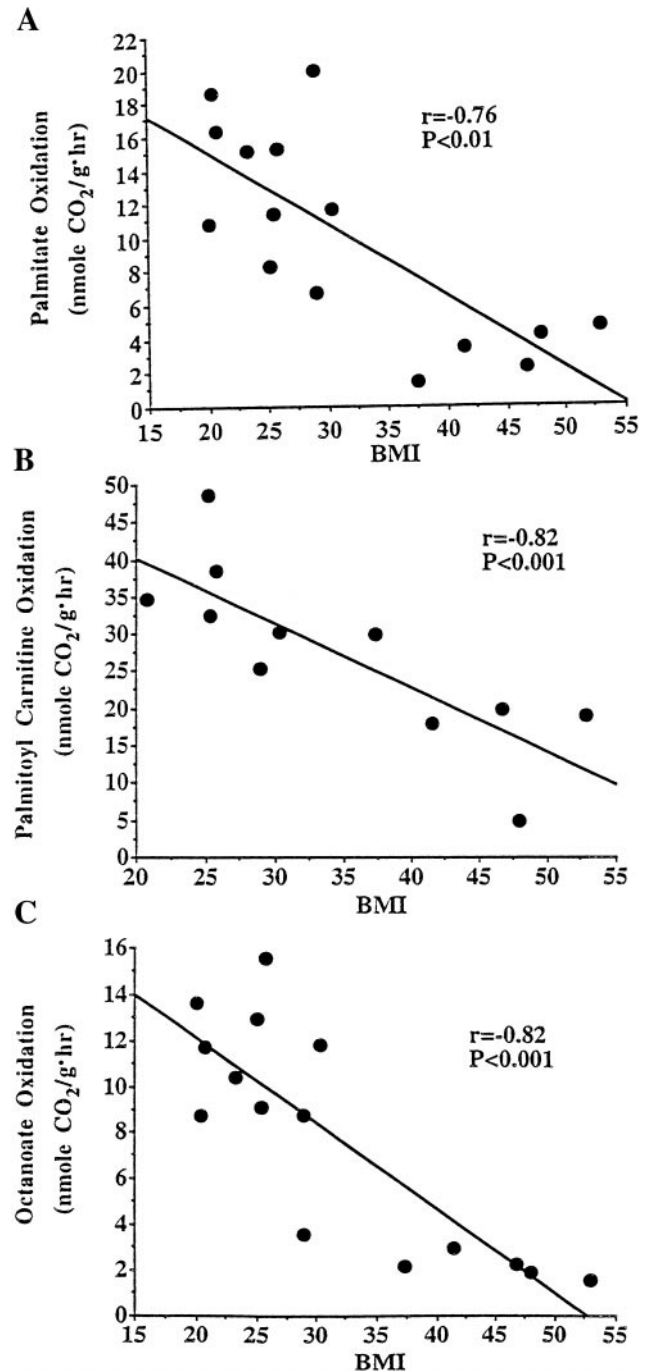 A
Palmitate Oxidation
(nmole CO₂/g·hr)
22
20
18
16
14
12
10
8
6
4
2
0
r=-0.76
P<0.01
15 20 25 30 35 40 45 50 55
BMI
B
Palmitoyl Carnitine Oxidation
(nmole CO₂/g·hr)
50
45
40
35
30
25
20
15
10
5
0
r=-0.82
P<0.001
20 25 30 35 40 45 50 55
BMI
C
Octanoate Oxidation
(nmole CO₂/g·hr)
16
14
12
10
8
6
4
2
0
r=-0.82
P<0.001
15 20 25 30 35 40 45 50 55
BMI